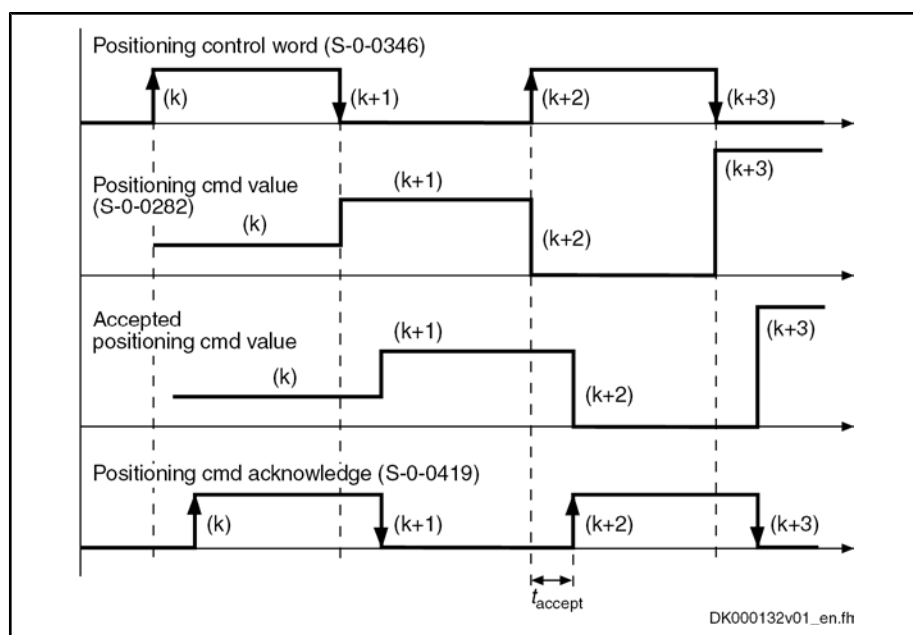 Positioning control word (S-0-0346)
(k)
(k+1)
(k+2)
(k+3)
Positioning cmd value
(S-0-0282)
(k)
(k+1)
(k+2)
(k+3)
Accepted
positioning cmd value
(k)
(k+1)
(k+2)
(k+3)
Positioning cmd acknowledge (S-0-0419)
(k)
(k+1)
(k+2)
(k+3)
taccept
DK000132v01_en.fh